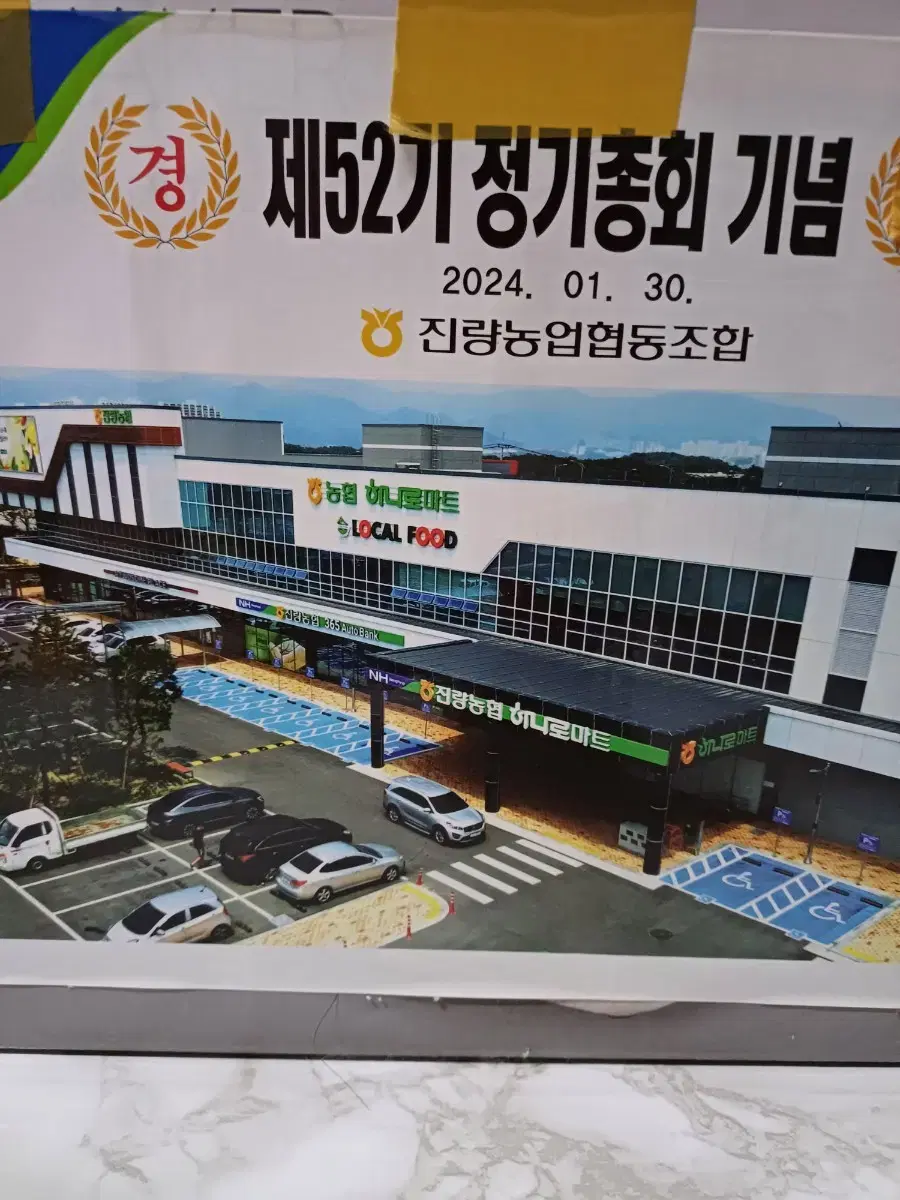 경
제52기 정기총회 기념
2024. 01. 30.
진량농업협동조합
진량농협
농협 하나로마트
LOCAL FOOD
NH
진량농협 365 Auto Bank
NH
진량농협 하나로마트
하나로마트